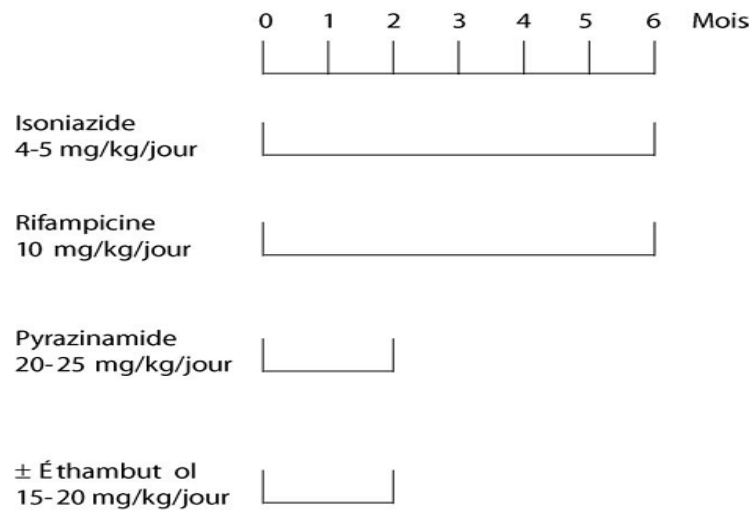 0 1 2 3 4 5 6 Mois
Isoniazide
4-5 mg/kg/jour
Rifampicine
10 mg/kg/jour
Pyrazinamide
20-25 mg/kg/jour
± Éthambut ol
15-20 mg/kg/jour